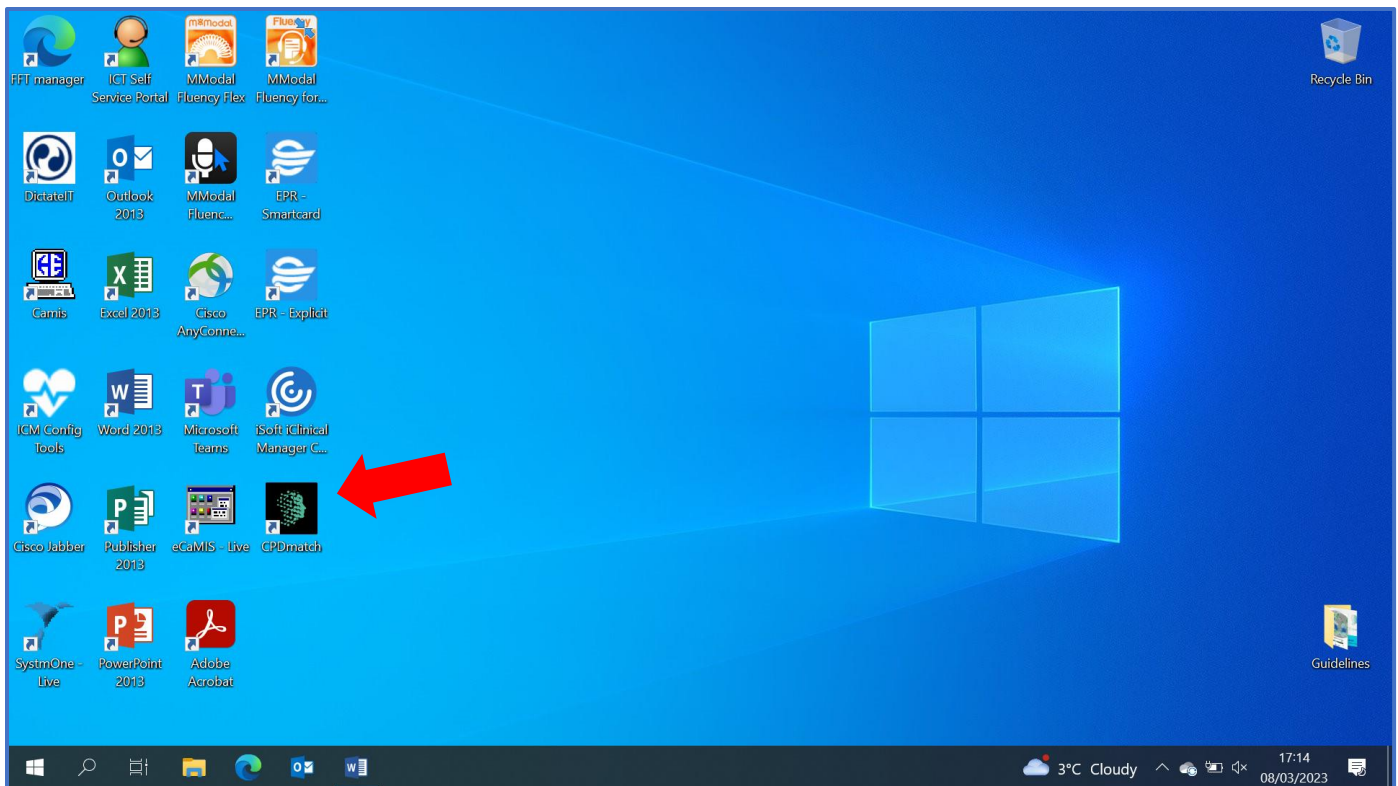 m*modal
Fluency
FFT manager
ICT Self
Service Portal
MModal
Fluency Flex
MModal
Fluency for...
Recycle Bin
DictateIT
Outlook
2013
MModal
Fluenc...
EPR -
Smartcard
Camis
Excel 2013
Cisco
AnyConne...
EPR - Explicit
ICM Config
Tools
Word 2013
Microsoft
Teams
iSoft iClinical
Manager C...
Cisco Jabber
Publisher
2013
eCaMIS - Live
CPDmatch
SystmOne -
Live
PowerPoint
2013
Adobe
Acrobat
Guidelines
3°C Cloudy
17:14
08/03/2023